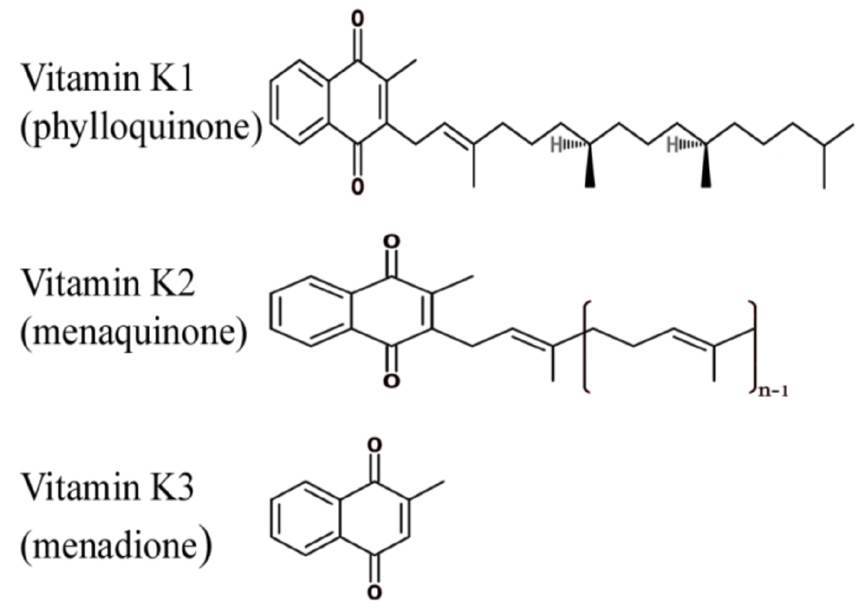 O
Vitamin K1
(phylloquinone)
H
H
O
O
Vitamin K2
(menaquinone)
O
n-1
O
Vitamin K3
(menadione)
O